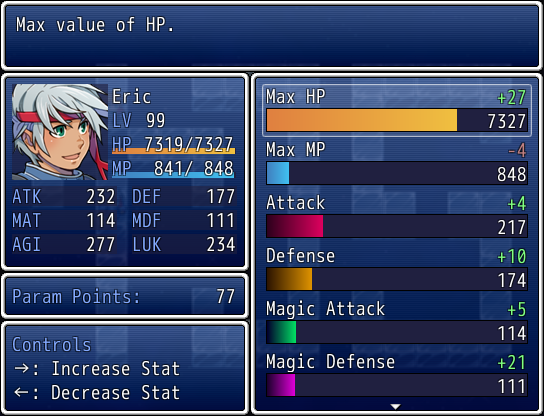 Max value of HP.
Eric
LV 99
HP 7319/7327
MP 841/ 848
ATK 232 DEF 177
MAT 114 MDF 111
AGI 277 LUK 234
Param Points: 77
Controls
→: Increase Stat
←: Decrease Stat
Max HP +27
7327
Max MP -4
848
Attack +4
217
Defense +10
174
Magic Attack +5
114
Magic Defense +21
111